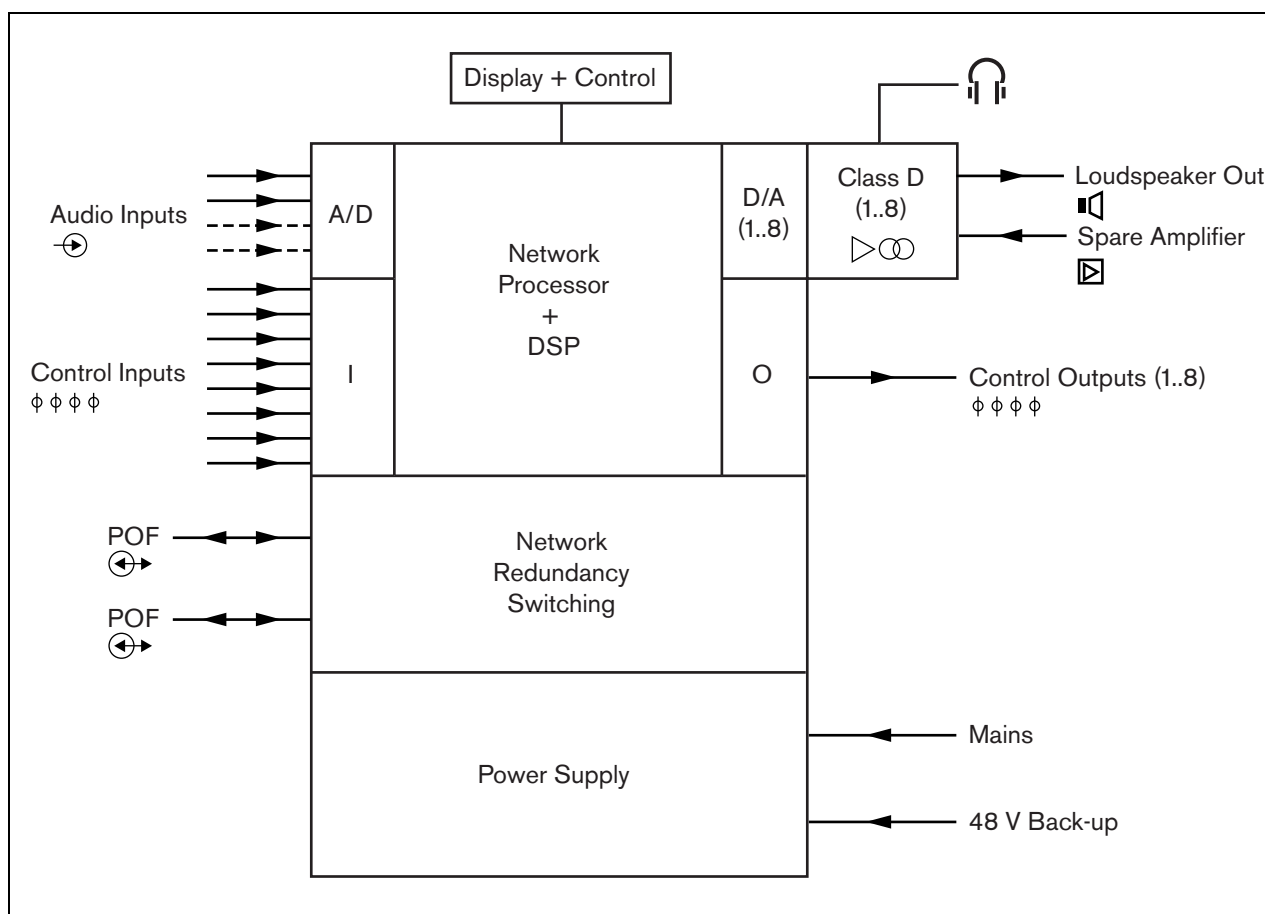 Display + Control
Audio Inputs
A/D
Network
Processor
+
DSP
D/A
(1..8)
Class D
(1..8)
Loudspeaker Out
Spare Amplifier
Control Inputs
I
O
Control Outputs (1..8)
POF
POF
Network
Redundancy
Switching
Power Supply
Mains
48 V Back-up